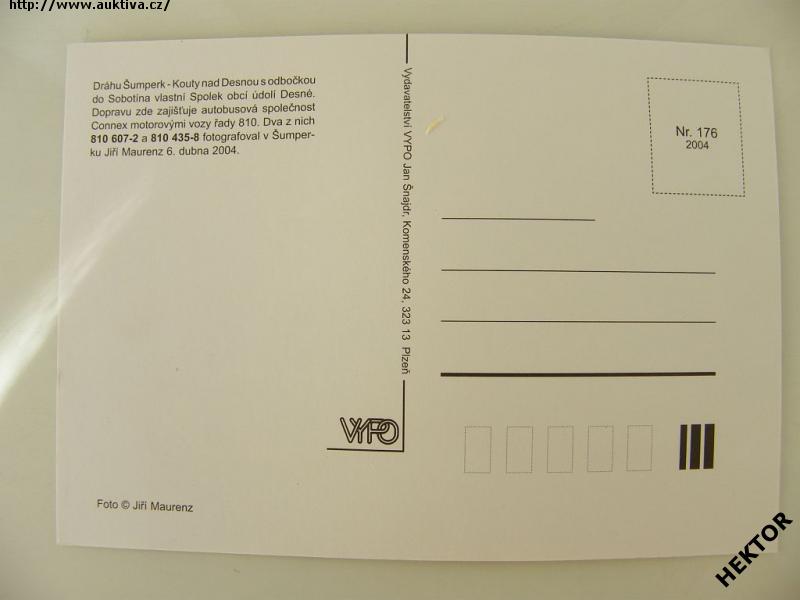 http://www.auktiva.cz/
Dráhu Šumperk - Kouty nad Desnou s odbočkou
do Sobotína vlastní Spolek obcí údolí Desné.
Dopravu zde zajišťuje autobusová společnost
Connex motorovými vozy řady 810. Dva z nich
810 607-2 a 810 435-8 fotografoval v Šumper-
ku Jiří Maurenz 6. dubna 2004.
Vydavatelství VYPO Jan Šnajdr, Komenského 24, 323 13 Plzeň
Nr. 176
2004
VYPO
Foto © Jiří Maurenz
HEKTOR